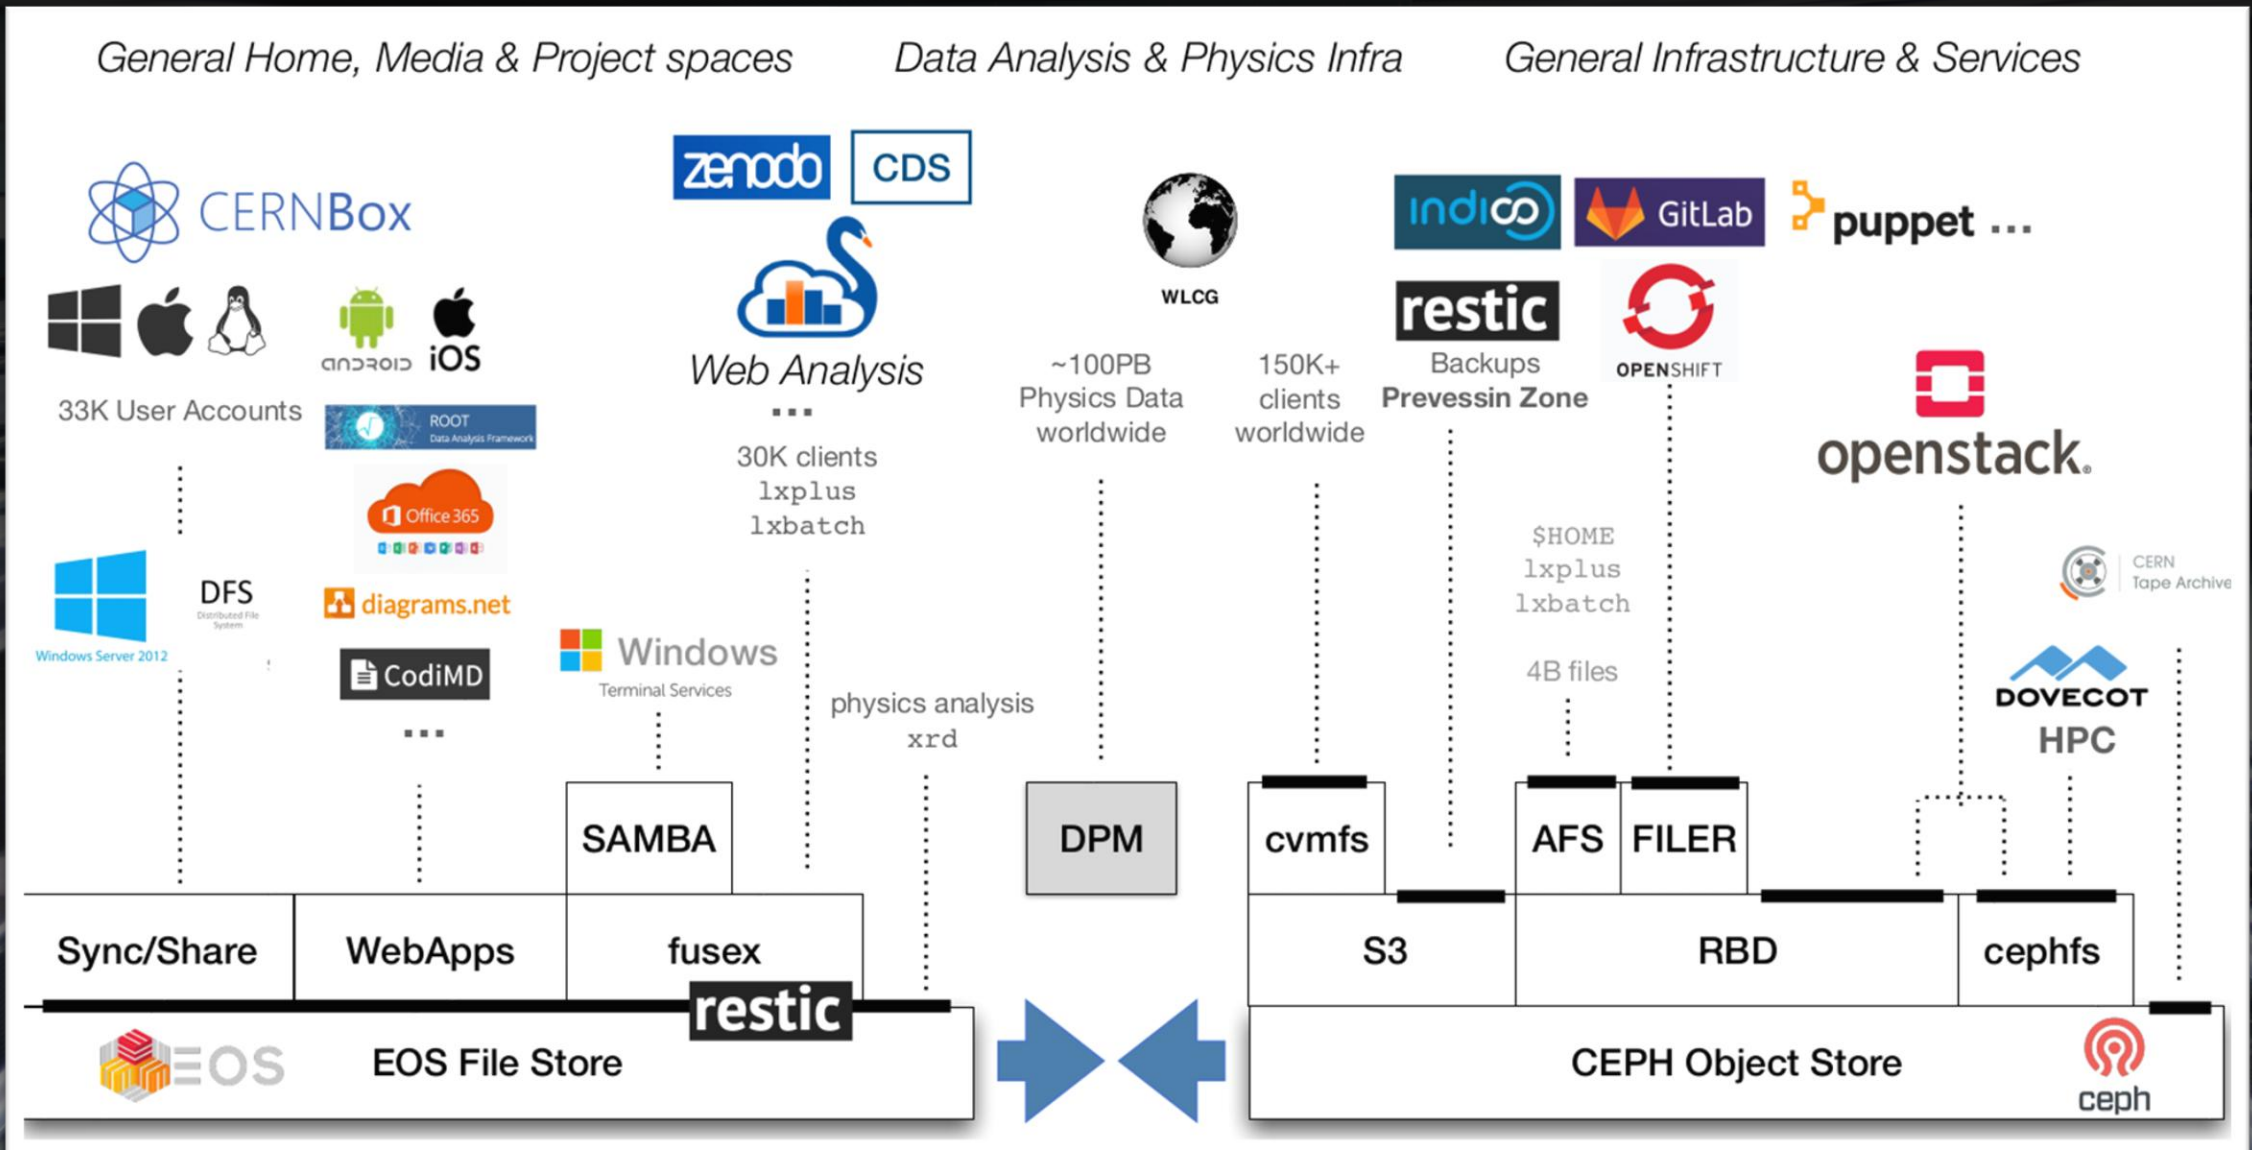 General Home, Media & Project spaces
Data Analysis & Physics Infra
General Infrastructure & Services
CERNBox
ANDROID
iOS
33K User Accounts
ROOT
Data Analysis Framework
Office 365
Windows Server 2012
DFS
Distributed File
System
diagrams.net
CodiMD
...
zenodo
CDS
Web Analysis
...
30K clients
lxplus
lxbatch
Windows
Terminal Services
physics analysis
xrd
WLCG
~100PB
Physics Data
worldwide
150K+
clients
worldwide
indico
GitLab
puppet ...
restic
Backups
Prevessin Zone
OPENSHIFT
openstack.
$HOME
lxplus
lxbatch
4B files
CERN
Tape Archive
DOVECOT
HPC
SAMBA
DPM
cvmfs
AFS
FILER
Sync/Share
WebApps
fusex
S3
RBD
cephfs
restic
EOS
EOS File Store
CEPH Object Store
ceph